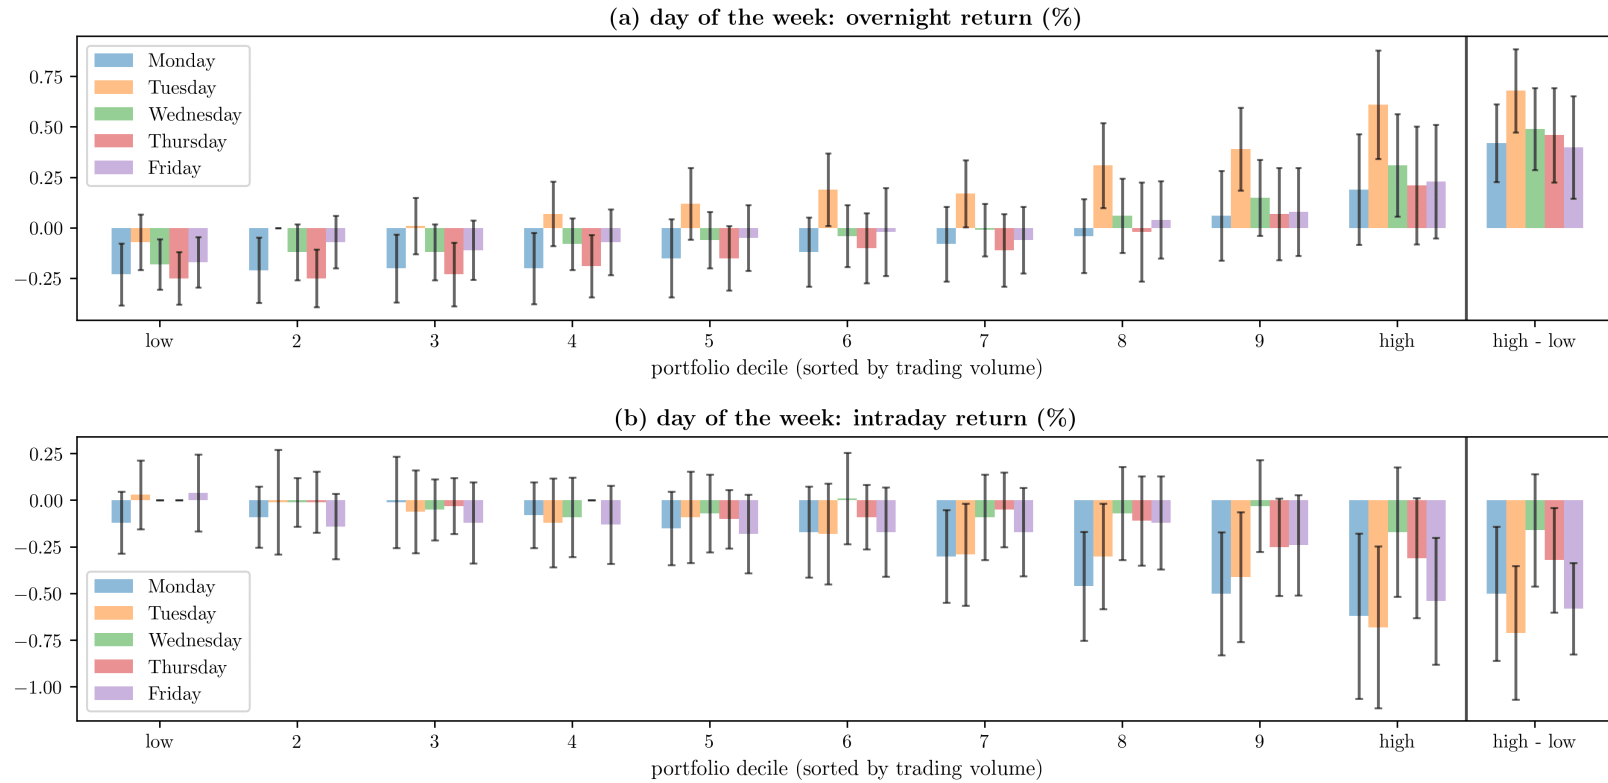 (a) day of the week: overnight return (%)
Monday
Tuesday
Wednesday
Thursday
Friday
0.75
0.50
0.25
0.00
−0.25
low 2 3 4 5 6 7 8 9 high high - low
portfolio decile (sorted by trading volume)
(b) day of the week: intraday return (%)
0.25
0.00
−0.25
−0.50
−0.75
−1.00
Monday
Tuesday
Wednesday
Thursday
Friday
low 2 3 4 5 6 7 8 9 high high - low
portfolio decile (sorted by trading volume)